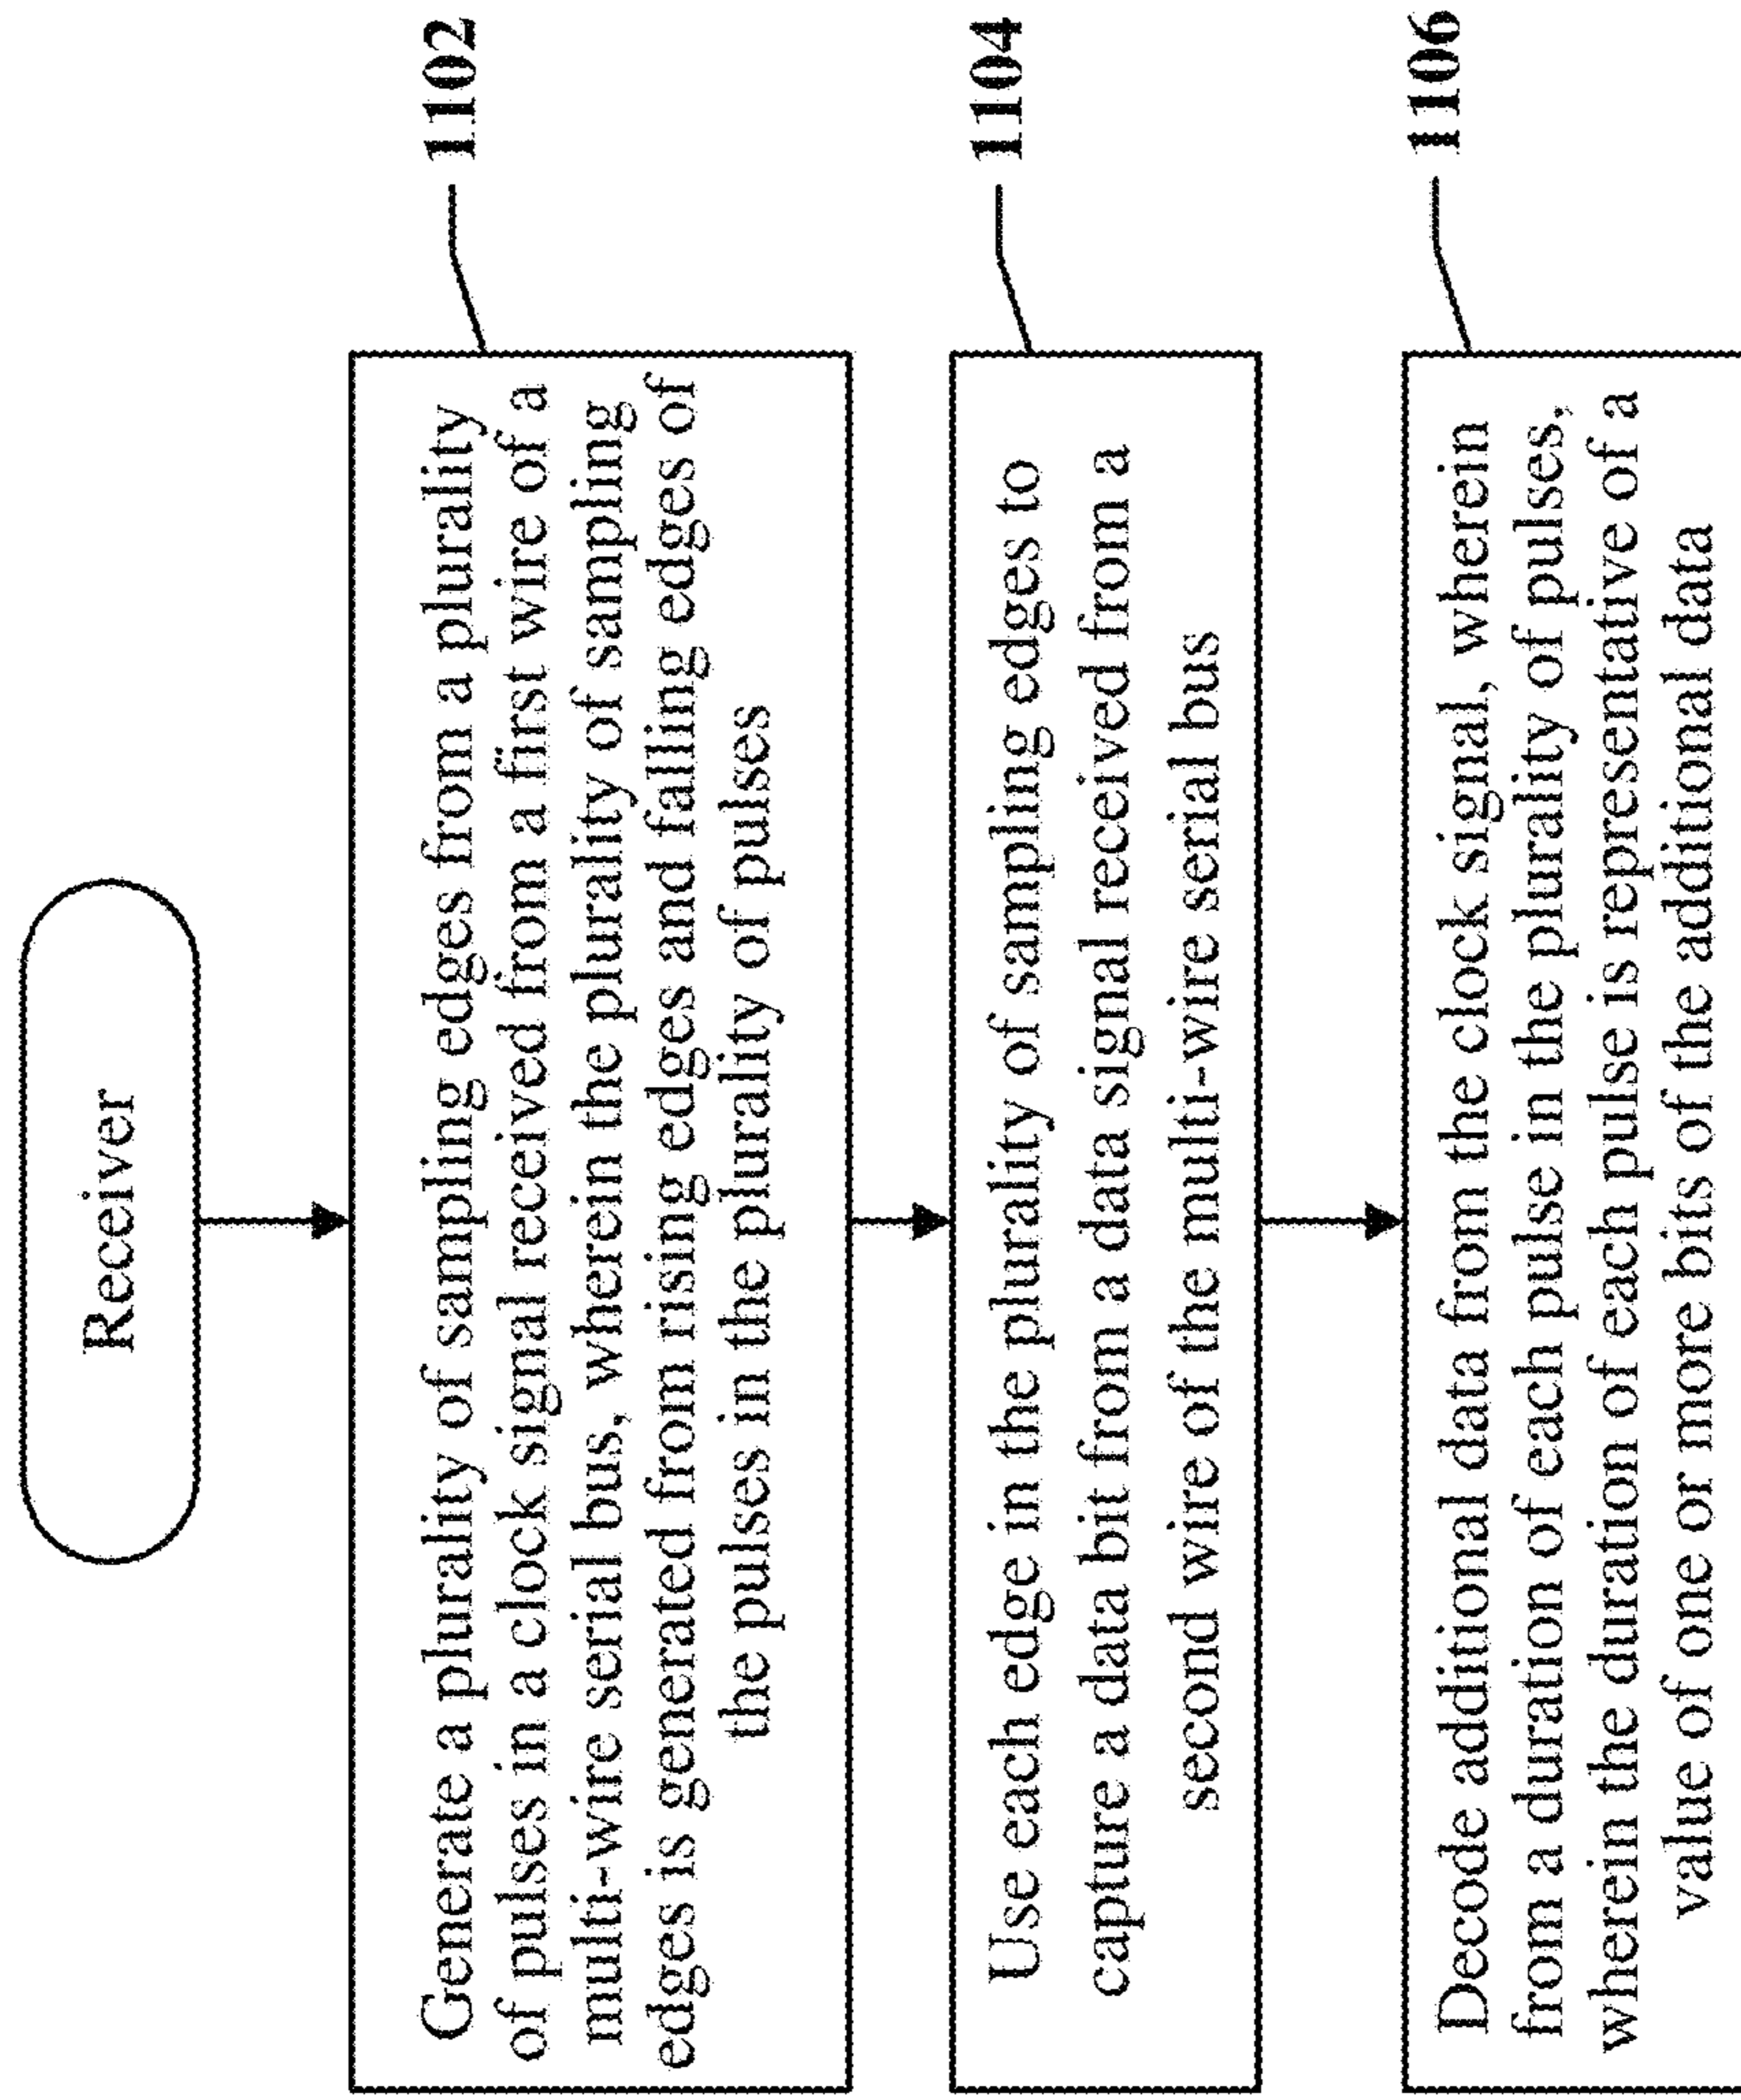 Receiver
Generate a plurality of sampling edges from a plurality
of pulses in a clock signal received from a first wire of a
multi-wire serial bus, wherein the plurality of sampling
edges is generated from rising edges and falling edges of
the pulses in the plurality of pulses
1102
Use each edge in the plurality of sampling edges to
capture a data bit from a data signal received from a
second wire of the multi-wire serial bus
1104
Decode additional data from the clock signal, wherein
from a duration of each pulse in the plurality of pulses,
wherein the duration of each pulse is representative of a
value of one or more bits of the additional data
1106